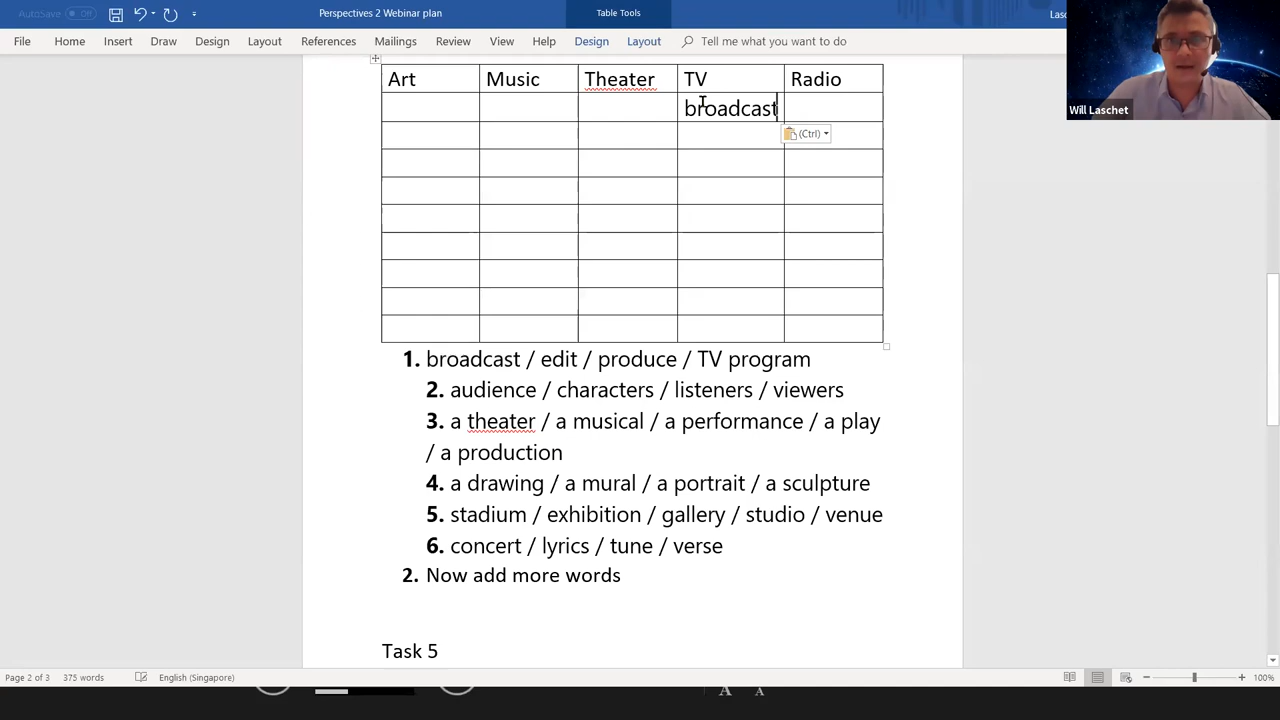 AutoSave Off
Perspectives 2 Webinar plan
Table Tools
File Home Insert Draw Design Layout References Mailings Review View Help Design Layout Tell me what you want to do
Will Laschet
Art Music Theater TV Radio
broadcast
(Ctrl)
1. broadcast / edit / produce / TV program
2. audience / characters / listeners / viewers
3. a theater / a musical / a performance / a play
/ a production
4. a drawing / a mural / a portrait / a sculpture
5. stadium / exhibition / gallery / studio / venue
6. concert / lyrics / tune / verse
2. Now add more words
Task 5
Page 2 of 3 375 words English (Singapore) 100%
A A